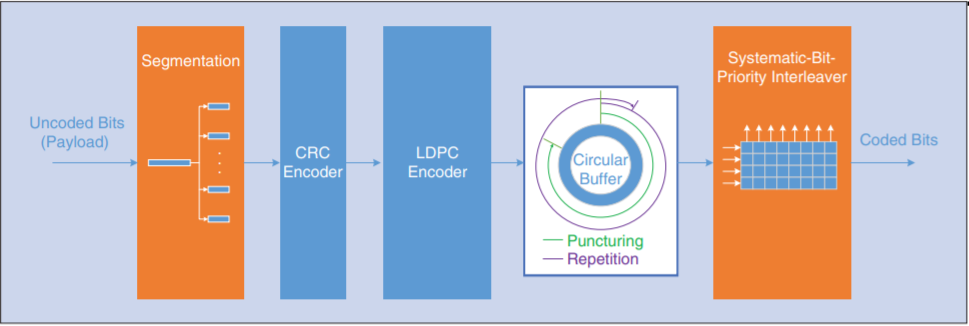 Uncoded Bits
(Payload)
Segmentation
CRC
Encoder
LDPC
Encoder
Circular
Buffer
Puncturing
Repetition
Systematic-Bit-
Priority Interleaver
Coded Bits